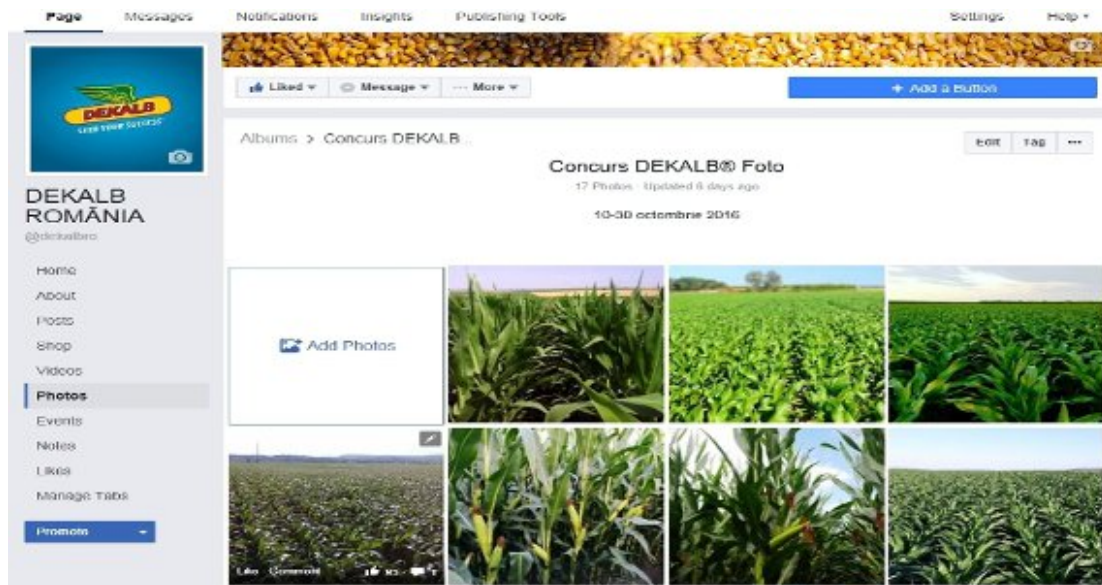 Page Messages Notifications Insights Publishing Tools Settings Help
Liked Message More + Add a Button
DEKALB
Albums > Concurs DEKALB...
Edit Tag ...
Concurs DEKALB® Foto
17 Photos · Updated 6 days ago
10-30 octombrie 2016
DEKALB
ROMÂNIA
@dekalbro
Home
About
Posts
Shop
Videos
Photos
Events
Notes
Likes
Manage Tabs
Promote
Add Photos
Like · Comment